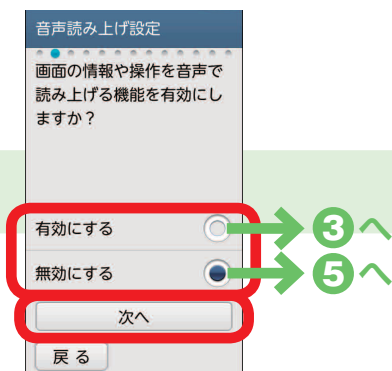 音声読み上げ設定
画面の情報や操作を音声で
読み上げる機能を有効にし
ますか？
有効にする
③へ
無効にする
⑤へ
次へ
戻る